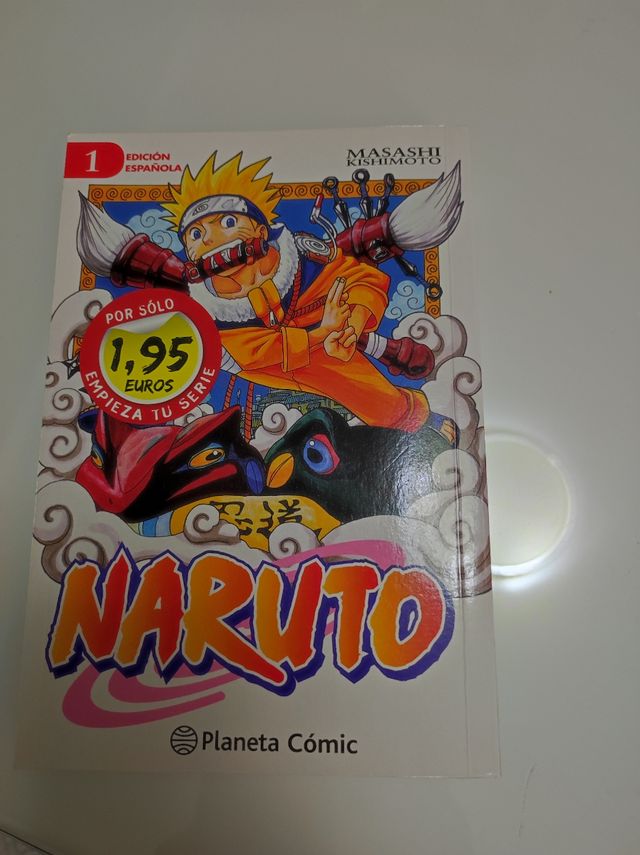 1
EDICIÓN
ESPAÑOLA
MASASHI
KISHIMOTO
POR SÓLO
1,95
EUROS
EMPIEZA TU SERIE
NARUTO
Planeta Cómic